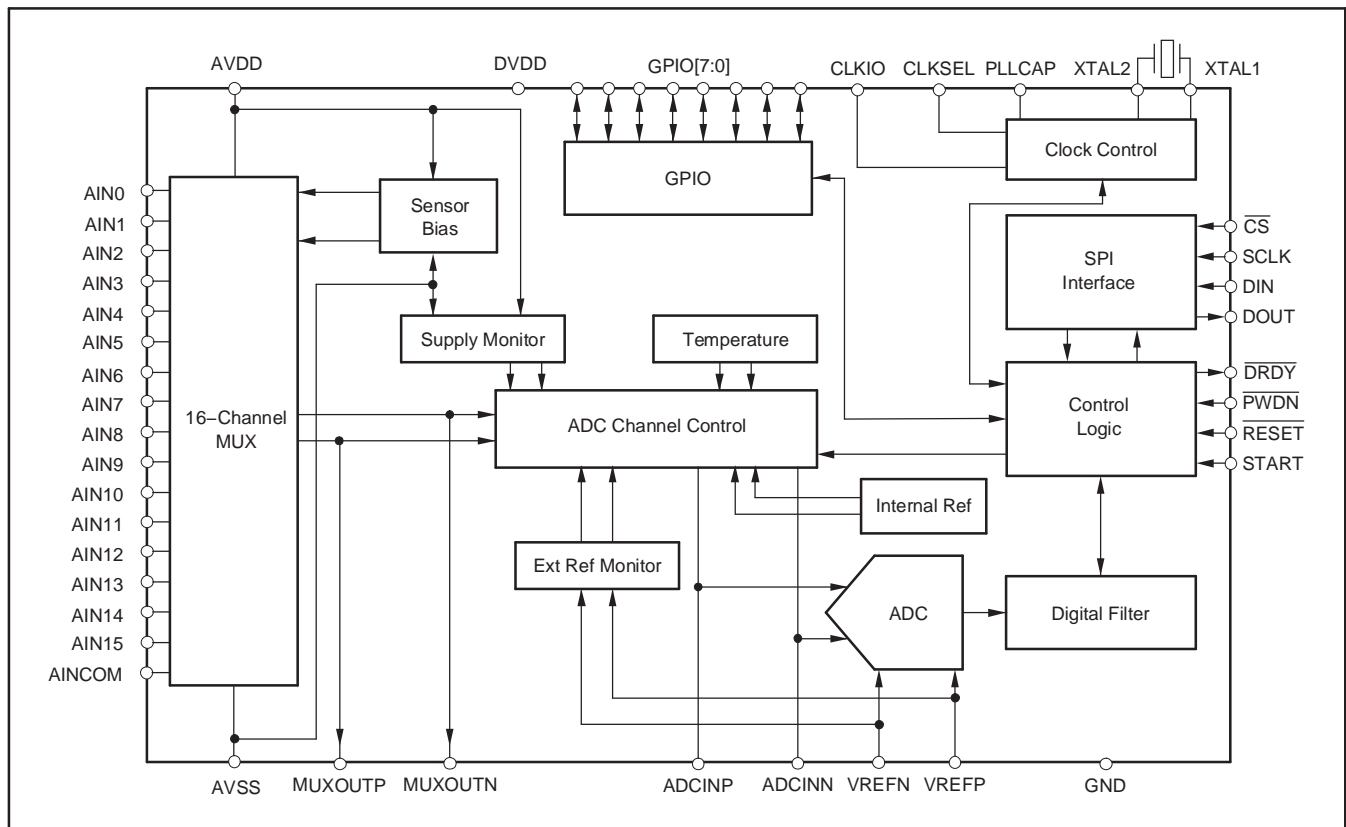 AVDD
DVDD
GPIO[7:0]
CLKIO
CLKSEL
PLLCAP
XTAL2
XTAL1
Clock Control
GPIO
Sensor
Bias
AIN0
AIN1
AIN2
AIN3
AIN4
AIN5
AIN6
AIN7
AIN8
AIN9
AIN10
AIN11
AIN12
AIN13
AIN14
AIN15
AINCOM
16−Channel
MUX
SPI
Interface
CS
SCLK
DIN
DOUT
Supply Monitor
Temperature
ADC Channel Control
Control
Logic
DRDY
PWDN
RESET
START
Internal Ref
Ext Ref Monitor
ADC
Digital Filter
AVSS
MUXOUTP
MUXOUTN
ADCINP
ADCINN
VREFN
VREFP
GND